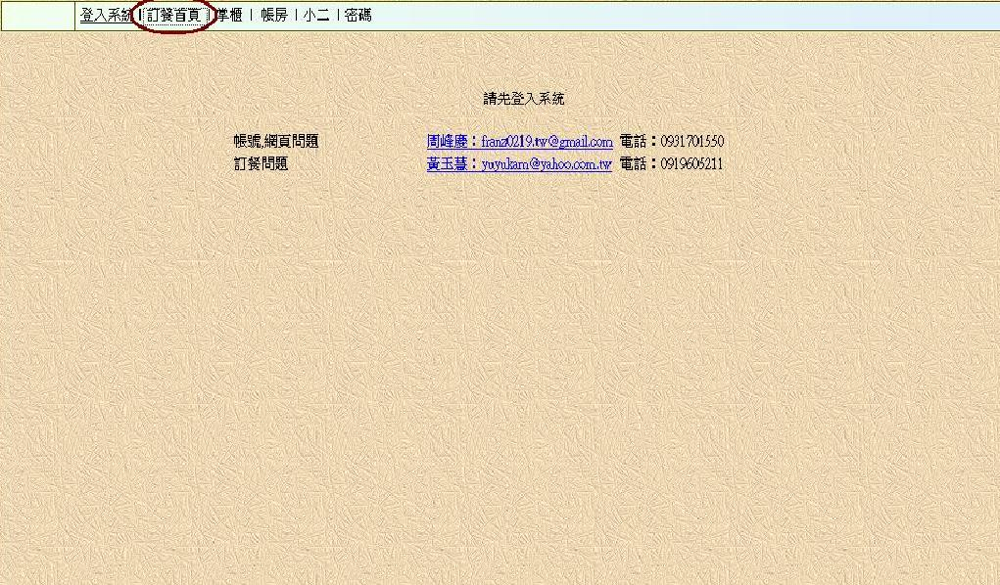 登入系統 | 訂餐首頁 | 掌櫃 | 帳房 | 小二 | 密碼
請先登入系統
帳號,網頁問題 周峰慶：franz0219.tw@gmail.com 電話：0931701550
訂餐問題 黃玉慧：yuyukam@yahoo.com.tw 電話：0919605211